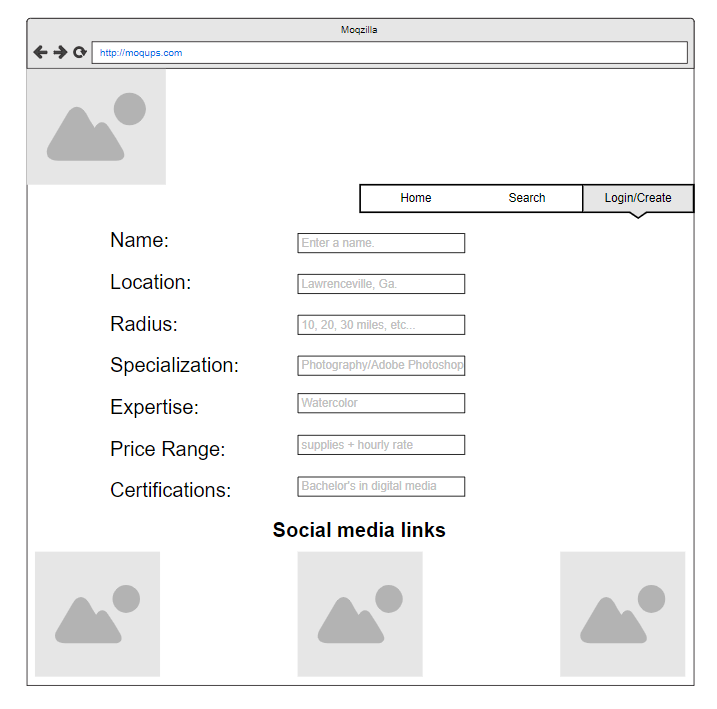 Moqzilla
http://moqups.com
Home Search Login/Create
Name: Enter a name.
Location: Lawrenceville, Ga.
Radius: 10, 20, 30 miles, etc...
Specialization: Photography/Adobe Photoshop
Expertise: Watercolor
Price Range: supplies + hourly rate
Certifications: Bachelor's in digital media
Social media links